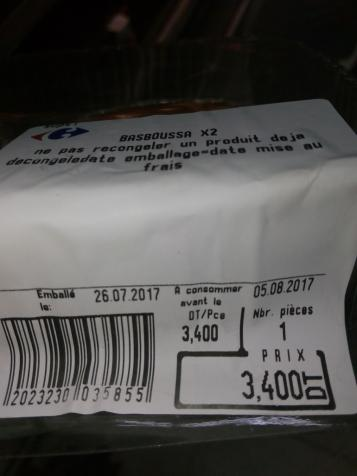 BASBOUSSA X2
ne pas recongeler un produit deja
decongeledate emballage=date mise au
frais
Emballé le: 26.07.2017
A consommer avant le 05.08.2017
DT/Pce 3,400
Nbr. pièces 1
PRIX
3,400 DT
2023230 035855